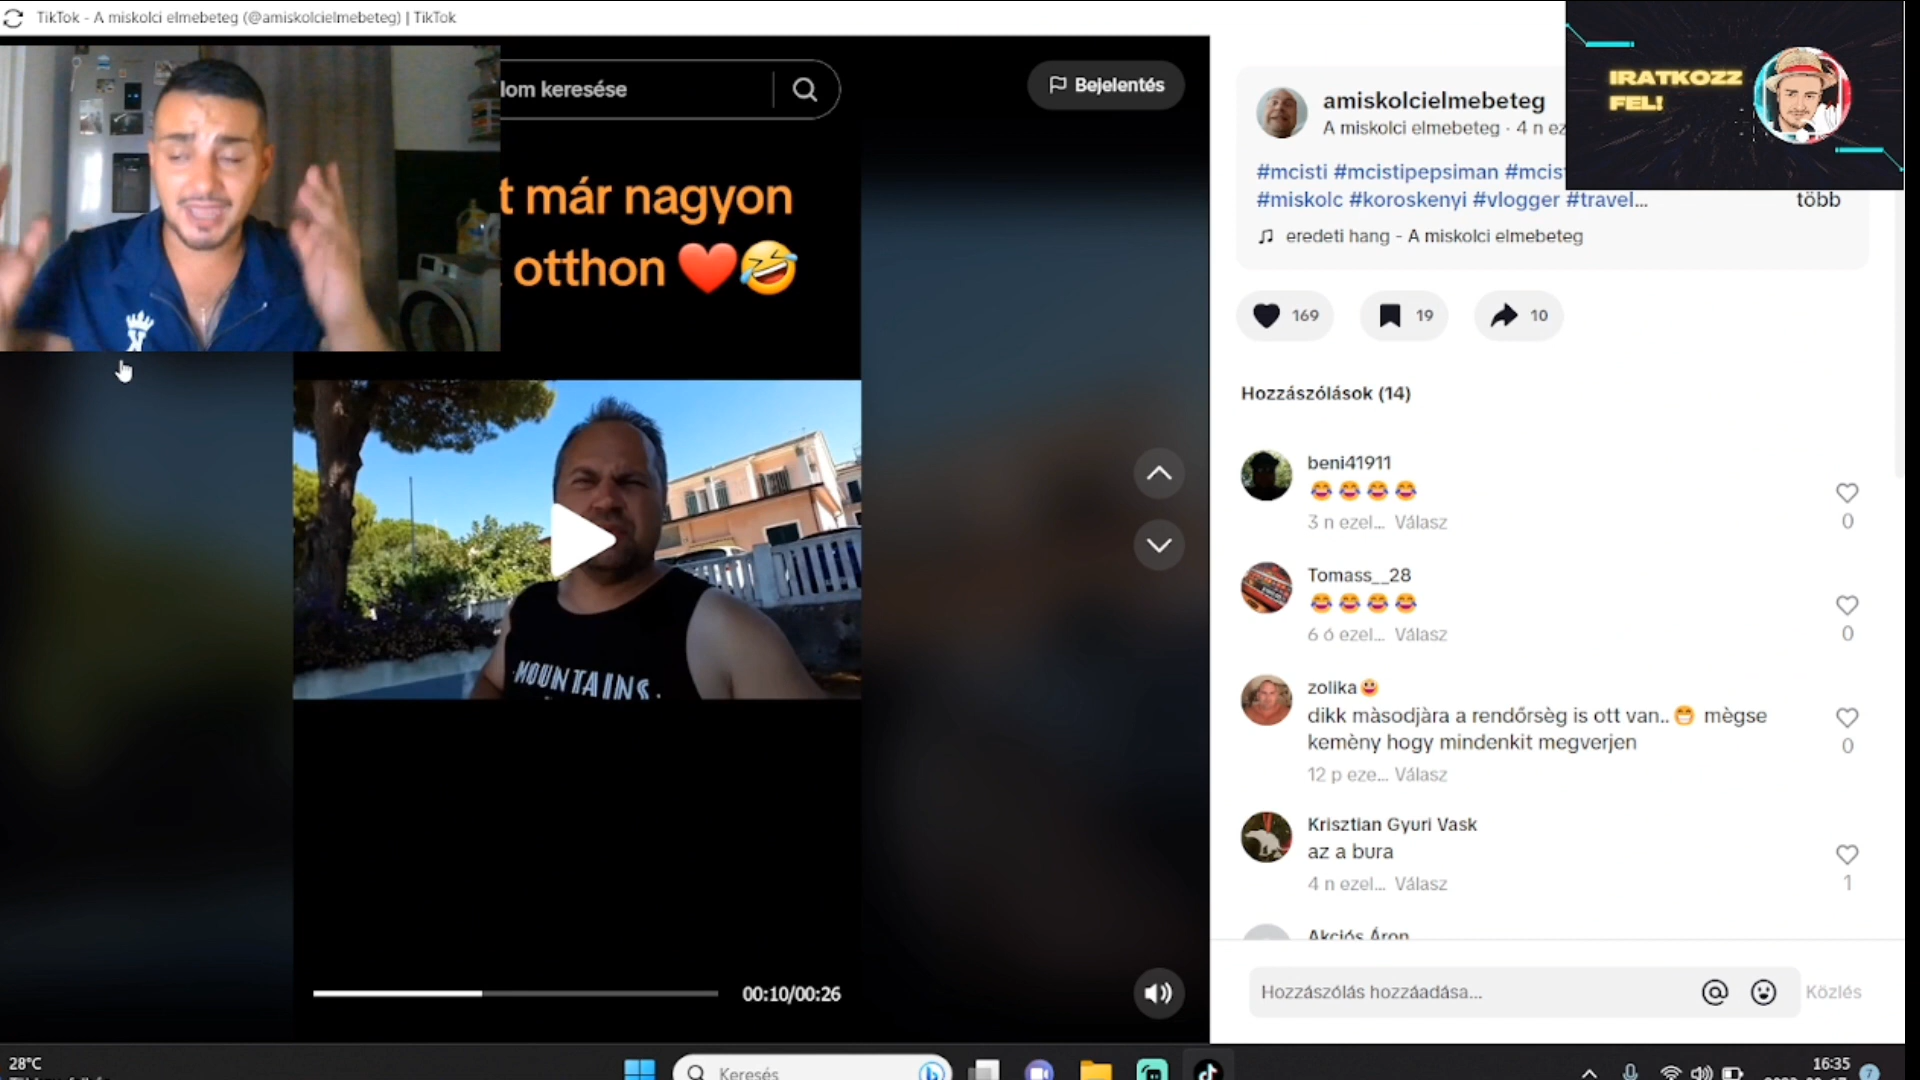 TikTok - A miskolci elmebeteg (@amiskolcielmebeteg) | TikTok
lom keresése
Bejelentés
t már nagyon
otthon ❤️🤣
MOUNTAINS.
00:10/00:26
IRATKOZZ
FEL!
amiskolcielmebeteg
A miskolci elmebeteg · 4 n ez
#mcisti #mcistipepsiman #mcist
#miskolc #koroskenyi #vlogger #travel...
több
eredeti hang - A miskolci elmebeteg
169
19
10
Hozzászólások (14)
beni41911
😂😂😂😂
3 n ezel... Válasz
0
Tomass__28
😂😂😂😂
6 ó ezel... Válasz
0
zolika😃
dikk màsodjàra a rendőrsèg is ott van..😁 mègse
kemèny hogy mindenkit megverjen
12 p eze... Válasz
0
Krisztian Gyuri Vask
az a bura
4 n ezel... Válasz
1
Akciós Áron
Hozzászólás hozzáadása...
Közlés
28°C
Keresés
16:35
7